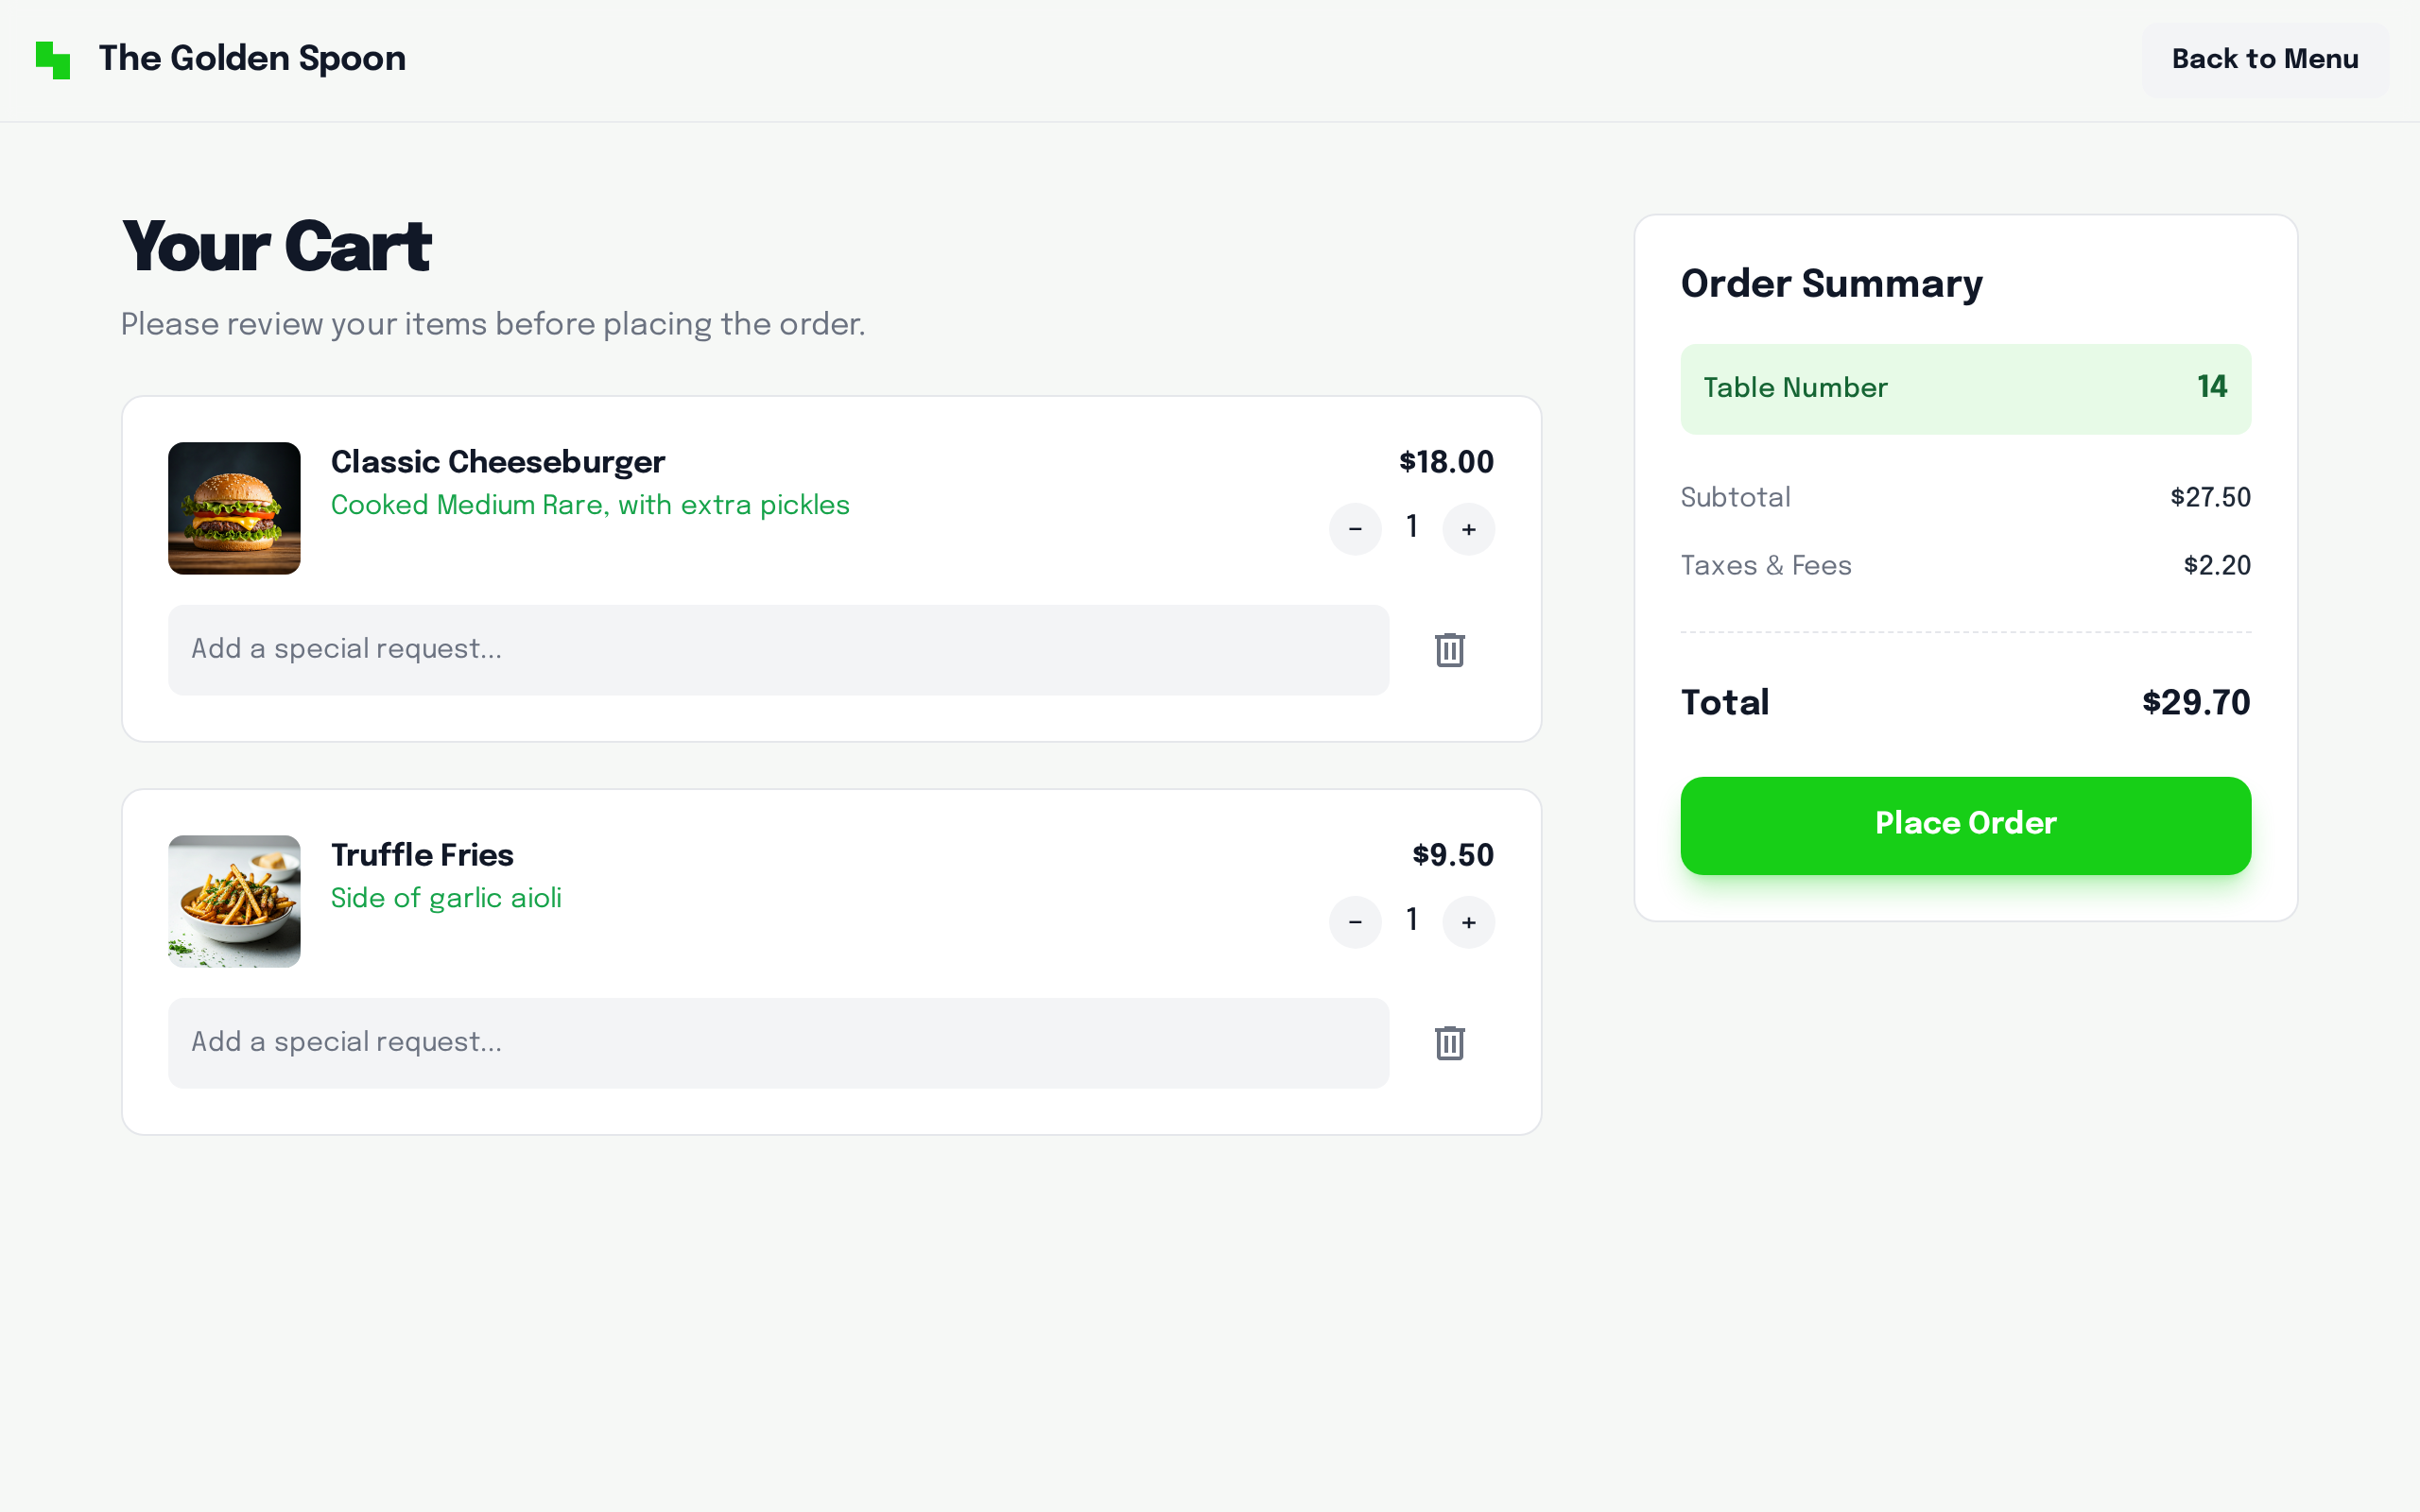 The Golden Spoon
Back to Menu
Your Cart
Please review your items before placing the order.
Classic Cheeseburger
$18.00
Cooked Medium Rare, with extra pickles
− 1 +
Add a special request...
Truffle Fries
$9.50
Side of garlic aioli
− 1 +
Add a special request...
Order Summary
Table Number 14
Subtotal $27.50
Taxes & Fees $2.20
Total $29.70
Place Order